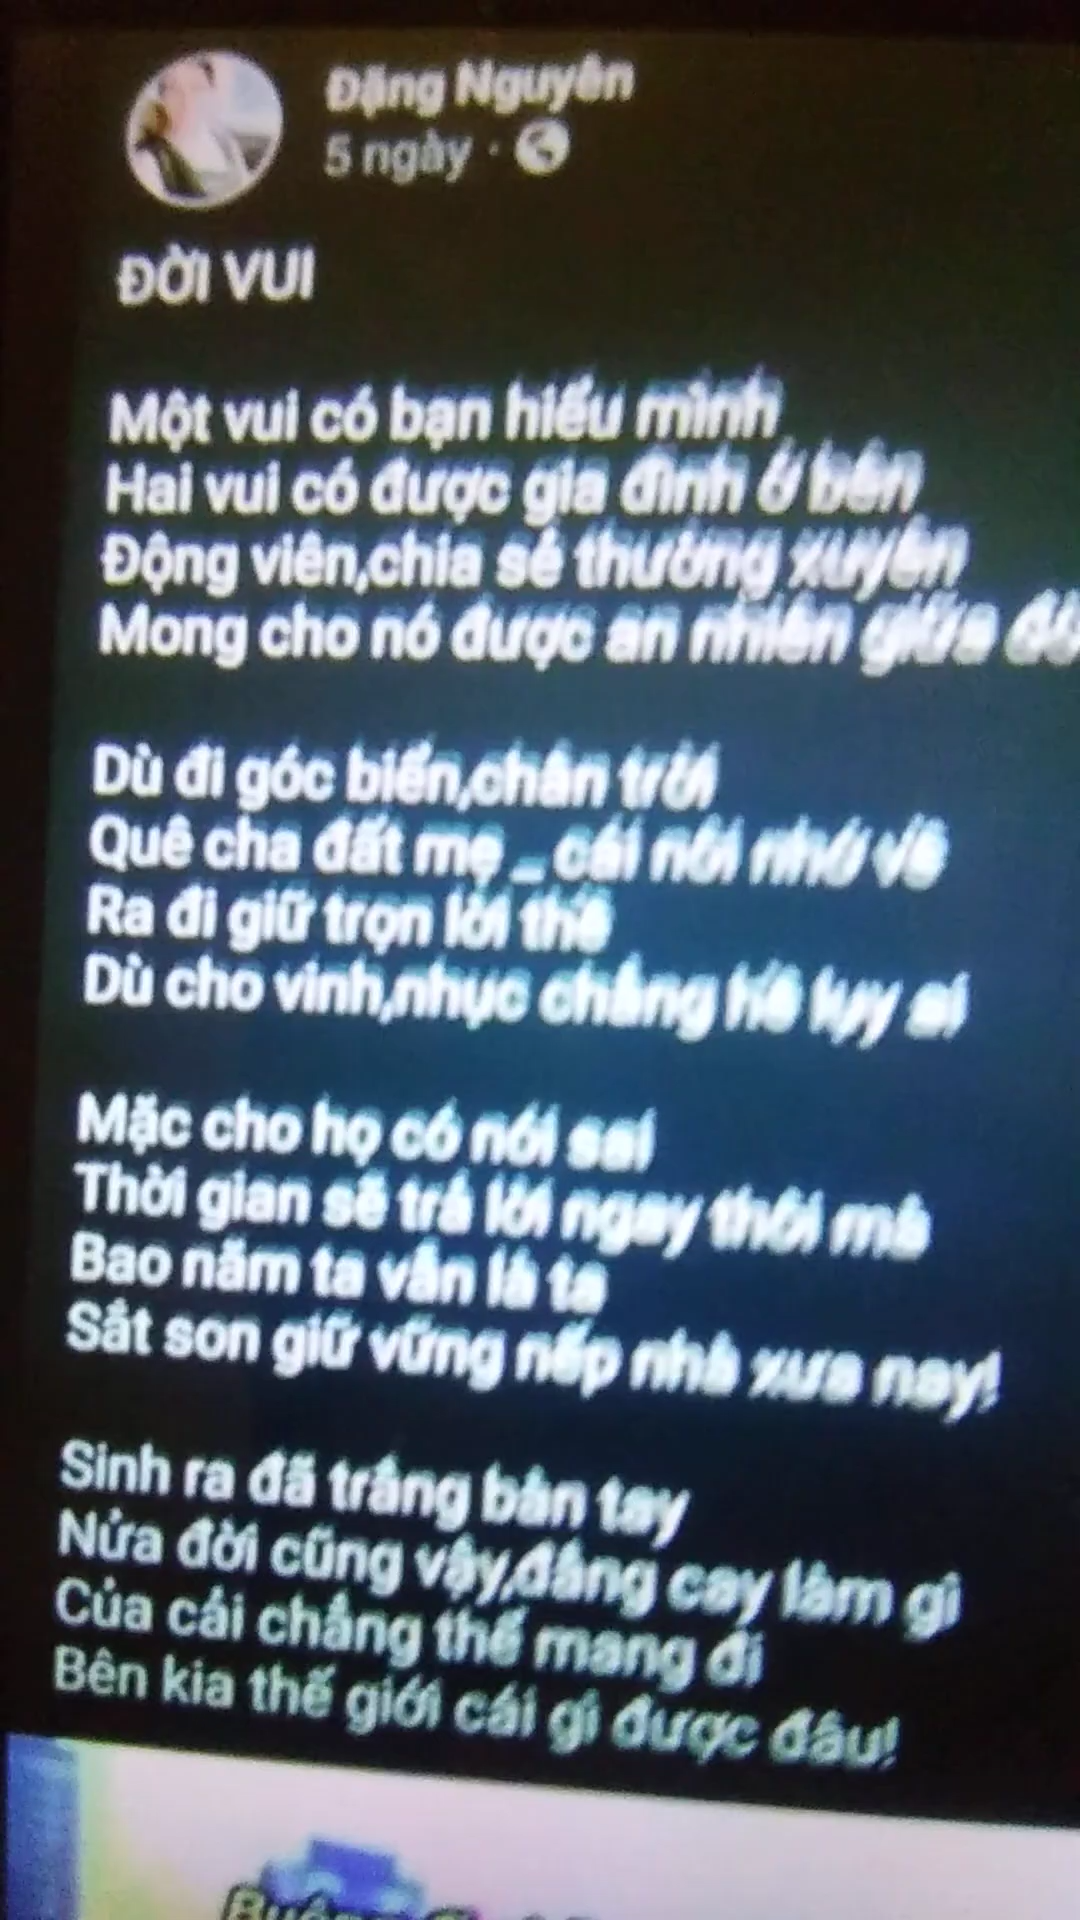 Đặng Nguyên
5 ngày ·
ĐỜI VUI
Một vui có bạn hiểu mình
Hai vui có được gia đình ở bên
Động viên,chia sẻ thường xuyên
Mong cho nó được an nhiên giữa
Dù đi góc biển,chân trời
Quê cha đất mẹ _ cái nôi nhớ về
Ra đi giữ trọn lời thề
Dù cho vinh,nhục chẳng hề lụy ai
Mặc cho họ có nói sai
Thời gian sẽ trả lời ngay thôi mà
Bao năm ta vẫn là ta
Sắt son giữ vững nếp nhà xưa nay!
Sinh ra đã trắng bàn tay
Nửa đời cũng vậy,đắng cay làm gì
Của cải chẳng thể mang đi
Bên kia thế giới cái gì được đâu!